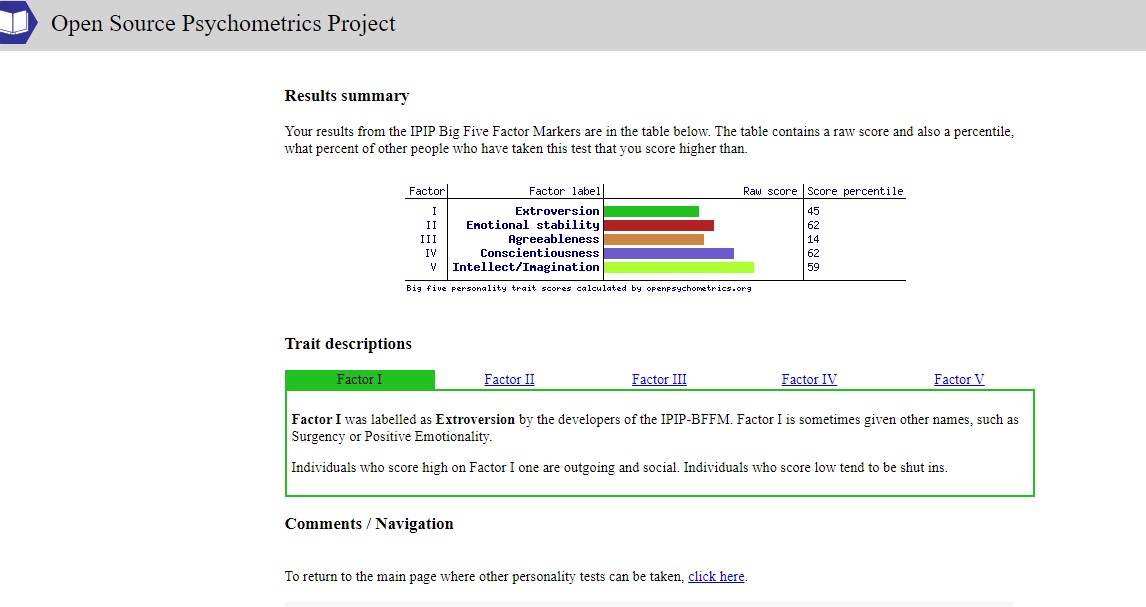 Open Source Psychometrics Project
Results summary
Your results from the IPIP Big Five Factor Markers are in the table below. The table contains a raw score and also a percentile,
what percent of other people who have taken this test that you score higher than.
Factor Factor label Raw score Score percentile
I Extroversion 45
II Emotional stability 62
III Agreeableness 14
IV Conscientiousness 62
V Intellect/Imagination 59
Big five personality trait scores calculated by openpsychometrics.org
Trait descriptions
Factor I Factor II Factor III Factor IV Factor V
Factor I was labelled as Extroversion by the developers of the IPIP-BFFM. Factor I is sometimes given other names, such as
Surgency or Positive Emotionality.
Individuals who score high on Factor I one are outgoing and social. Individuals who score low tend to be shut ins.
Comments / Navigation
To return to the main page where other personality tests can be taken, click here.